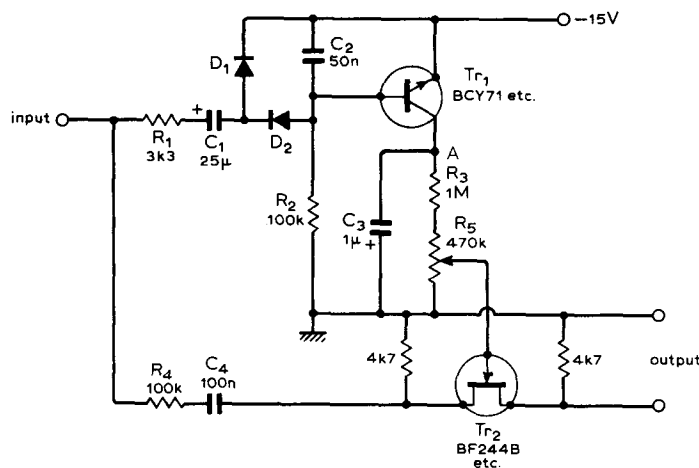 −15V
C2
50n
D1
Tr1
BCY71 etc.
input
+
R1
3k3
C1
25µ
D2
A
R3
1M
R2
100k
C3
1µ
+
R5
470k
4k7
4k7
output
R4
100k
C4
100n
Tr2
BF244B
etc.